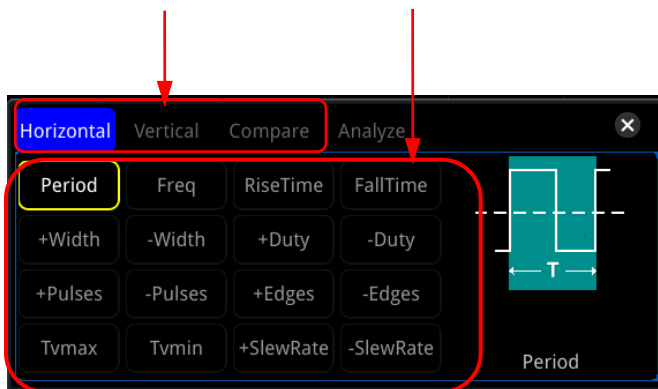 Horizontal Vertical Compare Analyze
Period Freq RiseTime FallTime
+Width -Width +Duty -Duty
+Pulses -Pulses +Edges -Edges
Tvmax Tvmin +SlewRate -SlewRate
T
Period